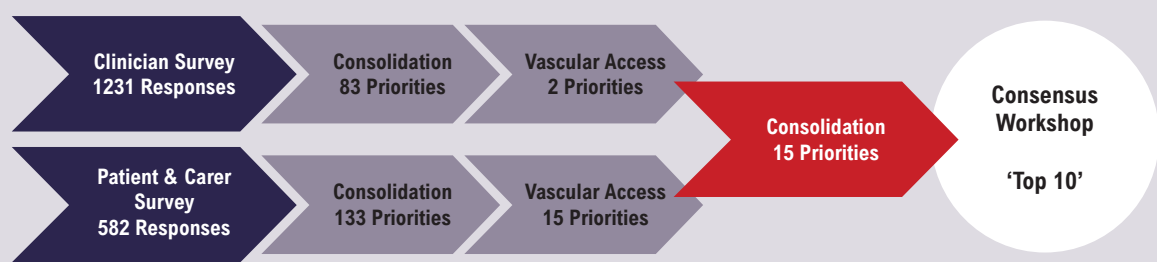 Clinician Survey
1231 Responses
Consolidation
83 Priorities
Vascular Access
2 Priorities
Patient & Carer
Survey
582 Responses
Consolidation
133 Priorities
Vascular Access
15 Priorities
Consolidation
15 Priorities
Consensus
Workshop
‘Top 10’